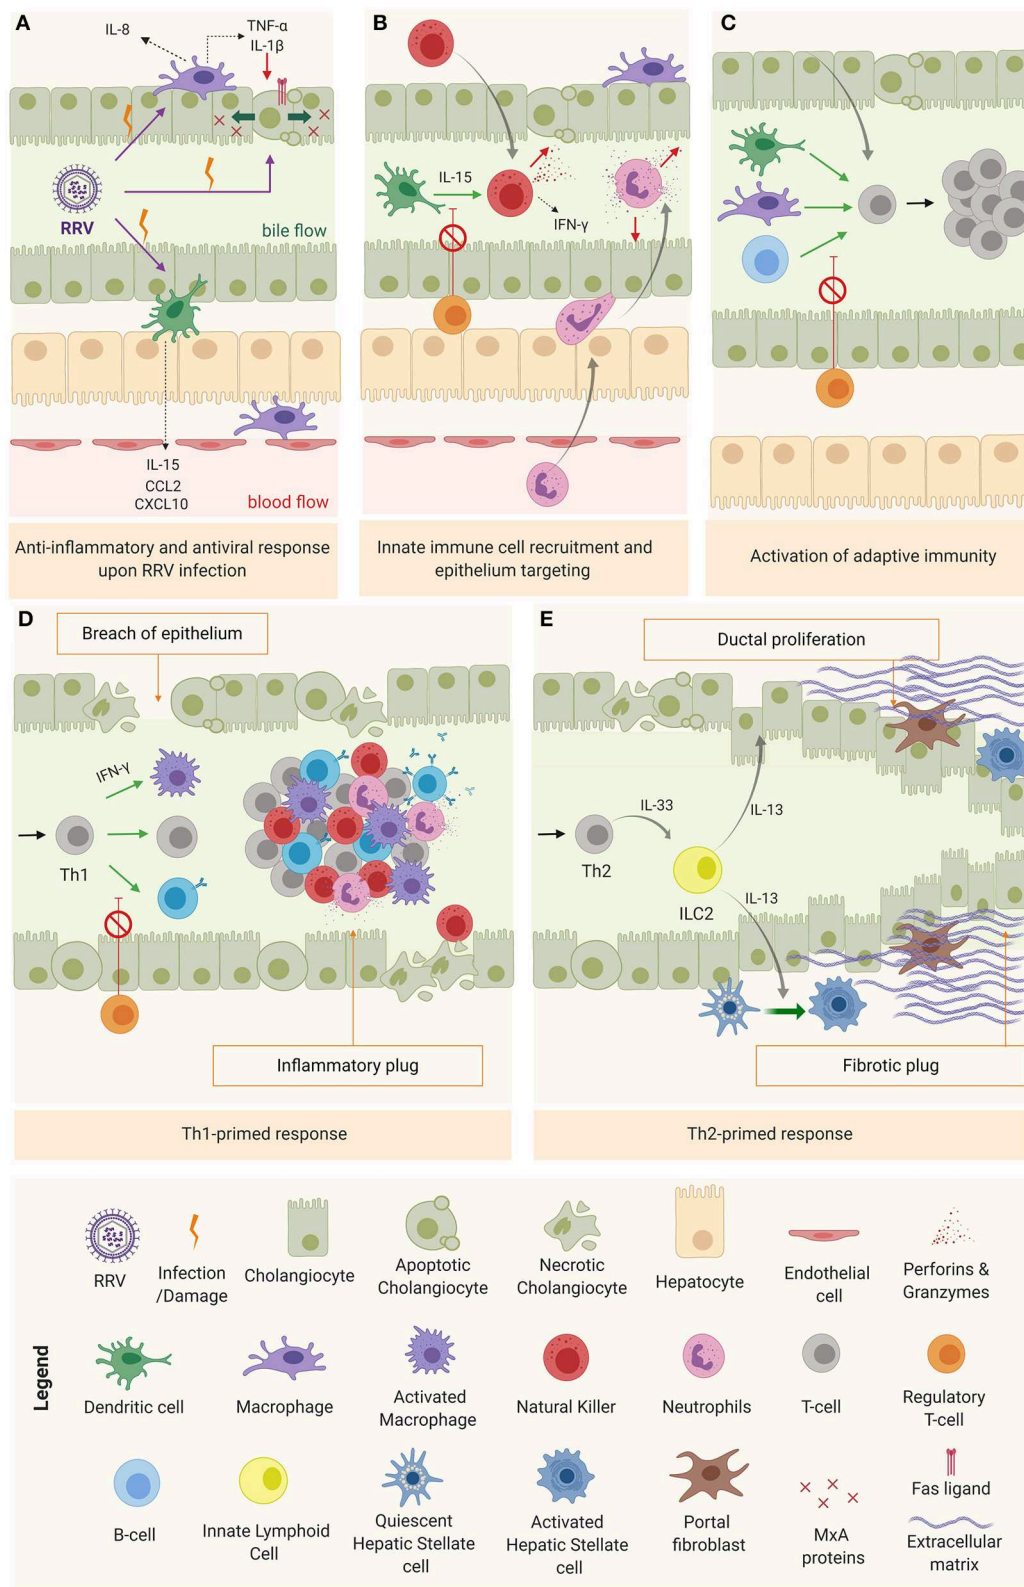 A
IL-8
TNF-α
IL-1β
RRV
bile flow
IL-15
CCL2
CXCL10
blood flow
Anti-inflammatory and antiviral response
upon RRV infection
B
IL-15
IFN-γ
Innate immune cell recruitment and
epithelium targeting
C
Activation of adaptive immunity
D
Breach of epithelium
IFN-γ
Th1
Inflammatory plug
Th1-primed response
E
Ductal proliferation
IL-33
IL-13
Th2
ILC2
IL-13
Fibrotic plug
Th2-primed response
Legend
RRV
Infection
/Damage
Cholangiocyte
Apoptotic
Cholangiocyte
Necrotic
Cholangiocyte
Hepatocyte
Endothelial
cell
Perforins &
Granzymes
Dendritic cell
Macrophage
Activated
Macrophage
Natural Killer
Neutrophils
T-cell
Regulatory
T-cell
B-cell
Innate Lymphoid
Cell
Quiescent
Hepatic Stellate
cell
Activated
Hepatic Stellate
cell
Portal
fibroblast
MxA
proteins
Fas ligand
Extracellular
matrix